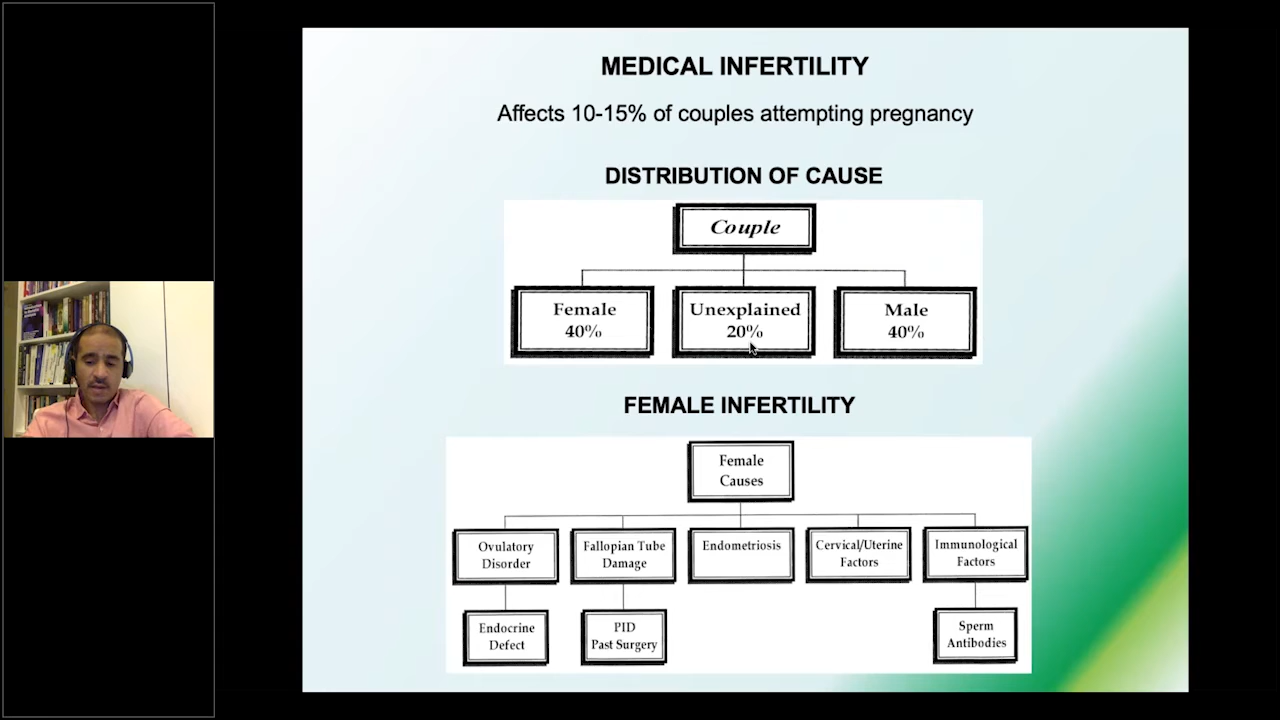 MEDICAL INFERTILITY
Affects 10-15% of couples attempting pregnancy
DISTRIBUTION OF CAUSE
Couple
Female
40%
Unexplained
20%
Male
40%
FEMALE INFERTILITY
Female
Causes
Ovulatory
Disorder
Fallopian Tube
Damage
Endometriosis
Cervical/Uterine
Factors
Immunological
Factors
Endocrine
Defect
PID
Past Surgery
Sperm
Antibodies